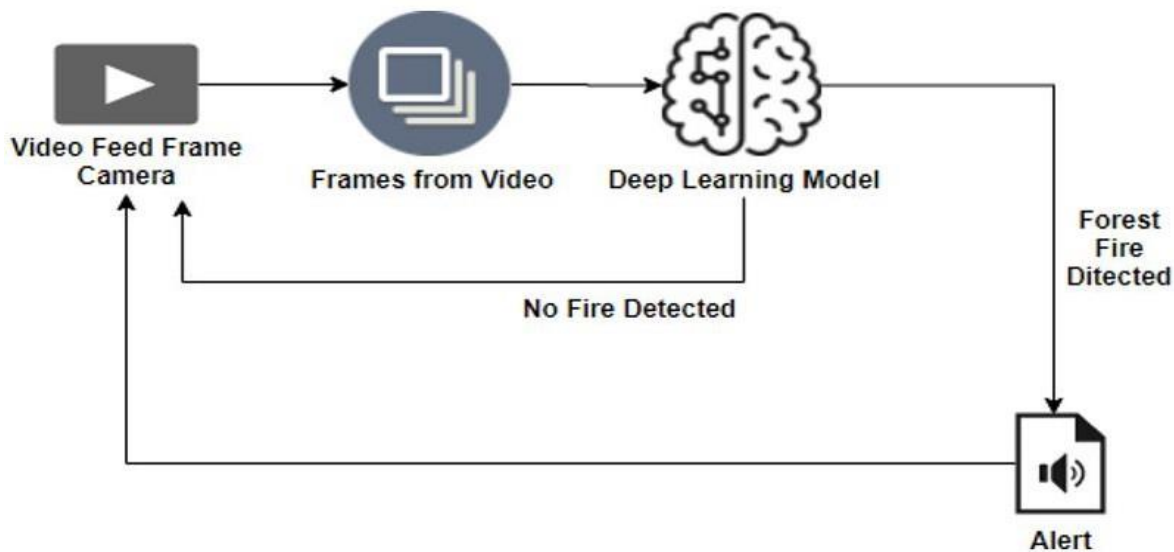 Video Feed Frame
Camera
Frames from Video
Deep Learning Model
Forest
Fire
Ditected
No Fire Detected
Alert